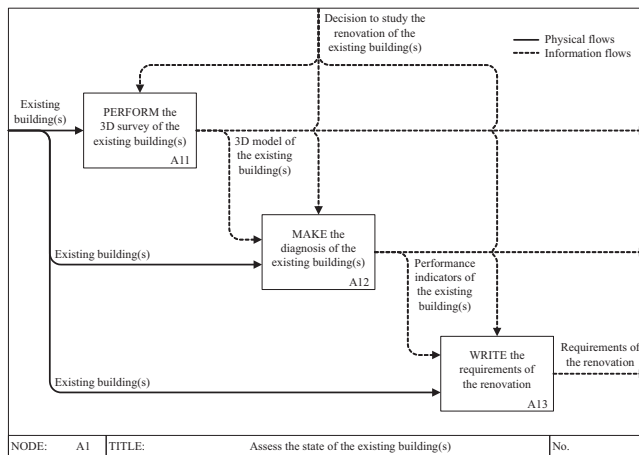 Decision to study the
renovation of the
existing building(s)
Physical flows
Information flows
Existing
building(s)
PERFORM the
3D survey of the
existing building(s)
A11
3D model of
the existing
building(s)
MAKE the
diagnosis of the
existing building(s)
A12
Existing building(s)
Performance
indicators of
the existing
building(s)
WRITE the
requirements of
the renovation
A13
Requirements of
the renovation
Existing building(s)
NODE: A1 TITLE: Assess the state of the existing building(s) No.